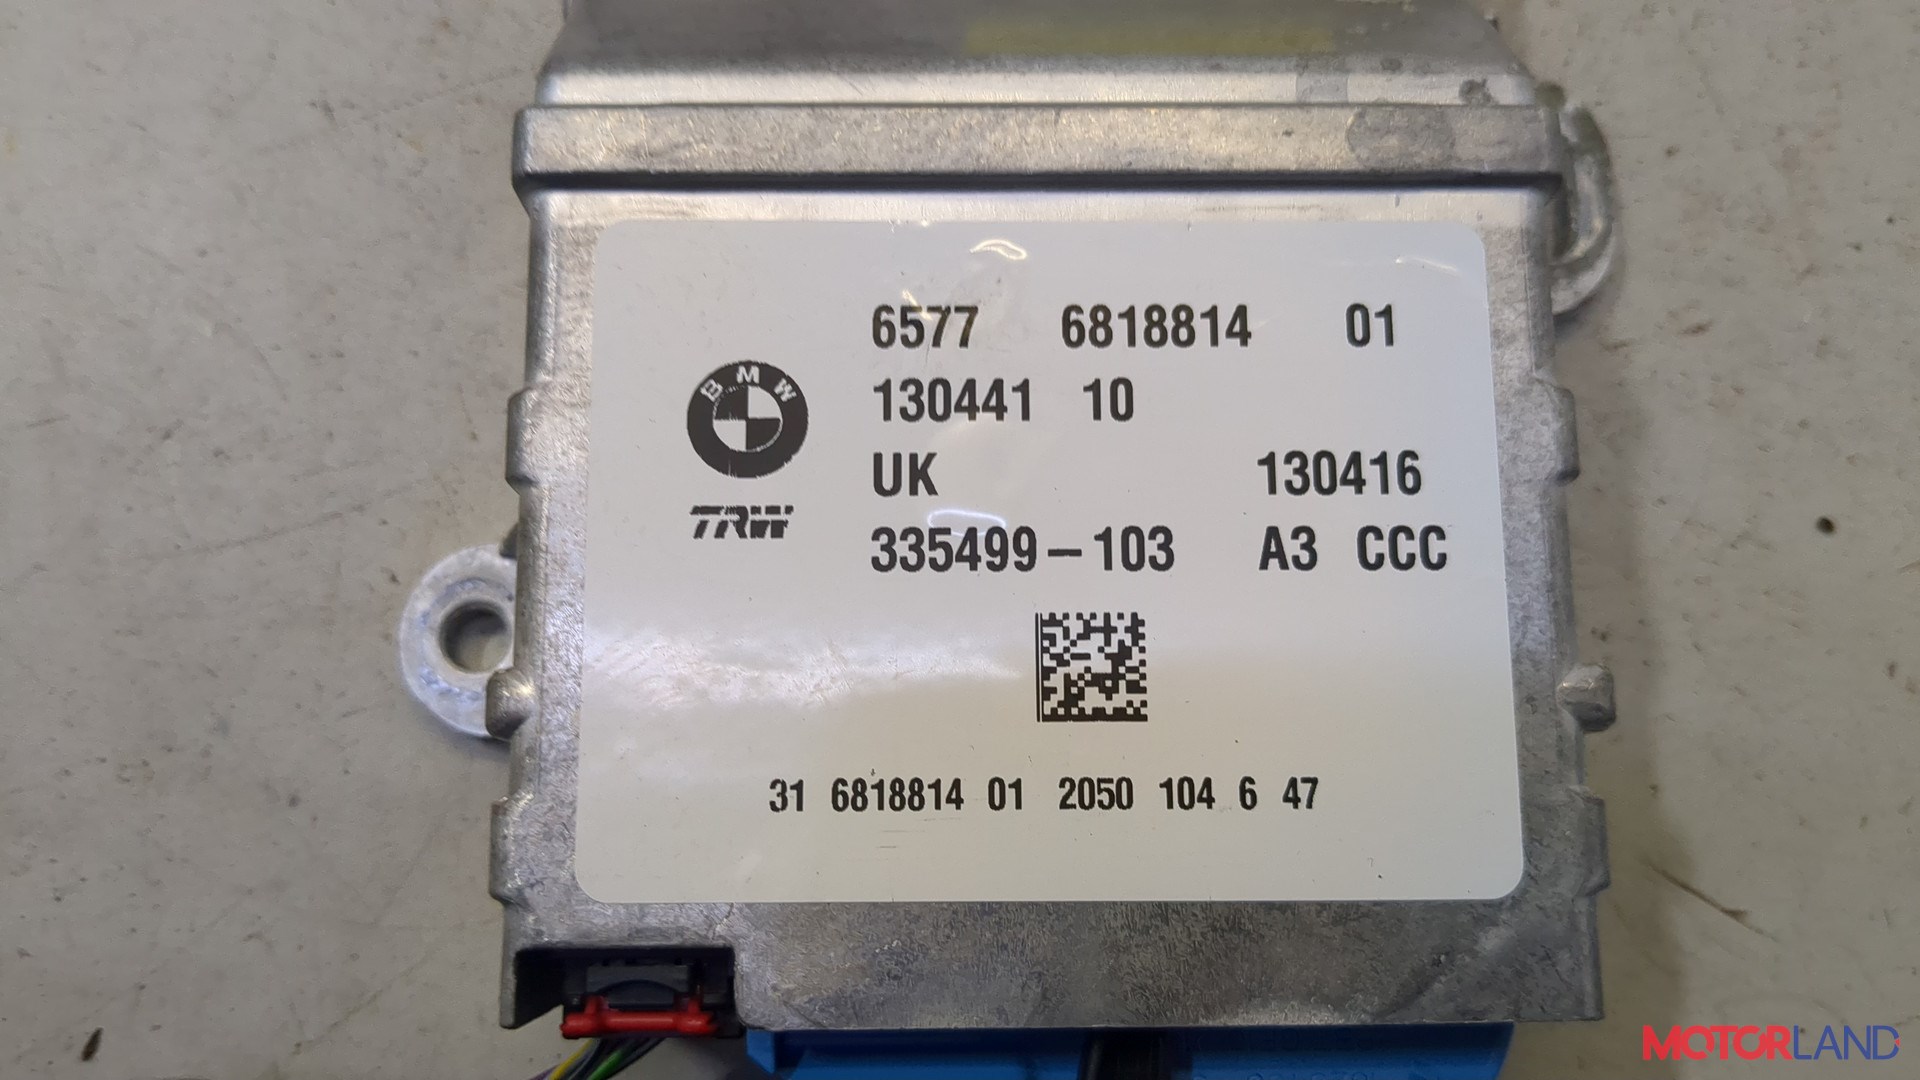 6577 6818814 01
130441 10
BMW
UK 130416
TRW
335499-103 A3 CCC
31 6818814 01 2050 104 6 47
MOTORLAND